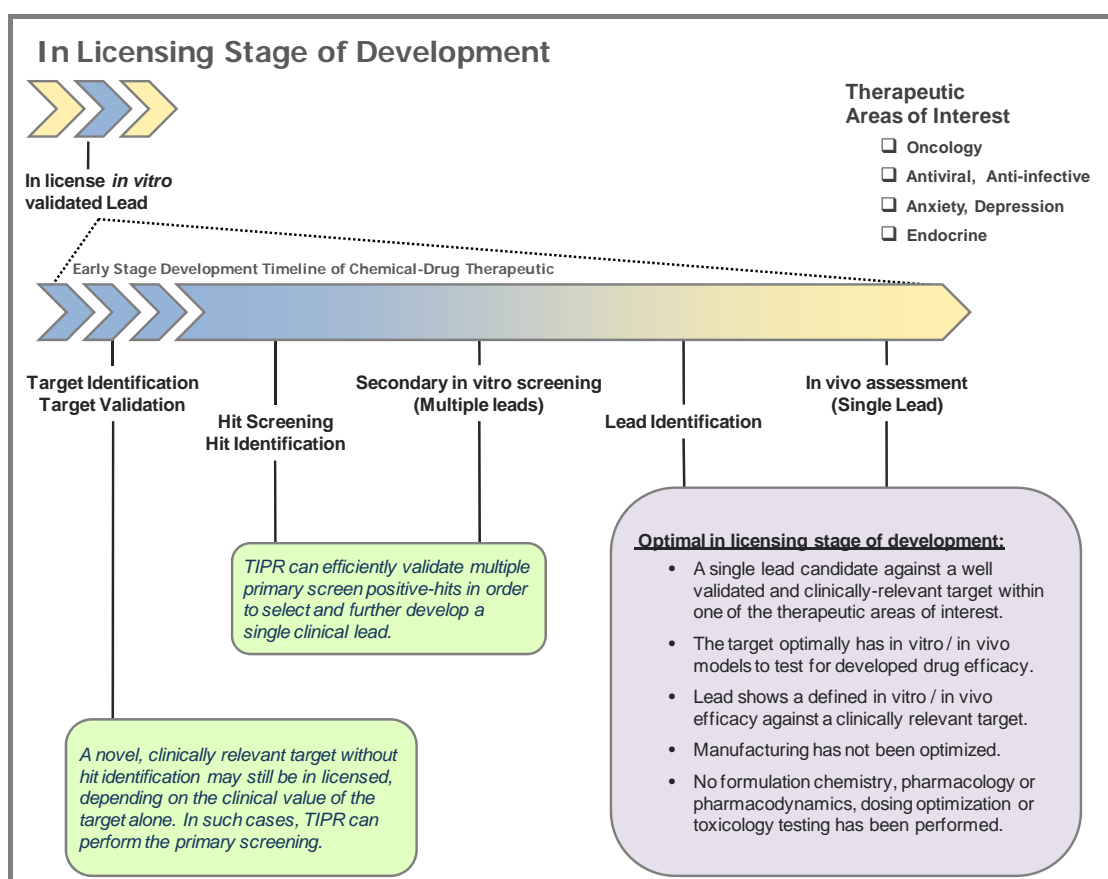 In Licensing Stage of Development
Therapeutic
Areas of Interest
❑ Oncology
❑ Antiviral, Anti-infective
❑ Anxiety, Depression
❑ Endocrine
In license in vitro
validated Lead
Early Stage Development Timeline of Chemical-Drug Therapeutic
Target Identification
Target Validation
Hit Screening
Hit Identification
Secondary in vitro screening
(Multiple leads)
Lead Identification
In vivo assessment
(Single Lead)
TIPR can efficiently validate multiple
primary screen positive-hits in order
to select and further develop a
single clinical lead.
A novel, clinically relevant target without
hit identification may still be in licensed,
depending on the clinical value of the
target alone. In such cases, TIPR can
perform the primary screening.
Optimal in licensing stage of development:
• A single lead candidate against a well
validated and clinically-relevant target within
one of the therapeutic areas of interest.
• The target optimally has in vitro / in vivo
models to test for developed drug efficacy.
• Lead shows a defined in vitro / in vivo
efficacy against a clinically relevant target.
• Manufacturing has not been optimized.
• No formulation chemistry, pharmacology or
pharmacodynamics, dosing optimization or
toxicology testing has been performed.